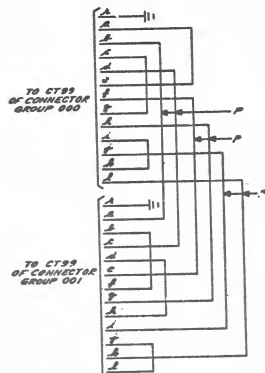 a
b
c
d
e
f
g
h
i
j
k
l
TO CT99
OF CONNECTOR
GROUP 000
P
P
a
b
c
d
e
f
g
h
i
j
k
l
TO CT99
OF CONNECTOR
GROUP 001